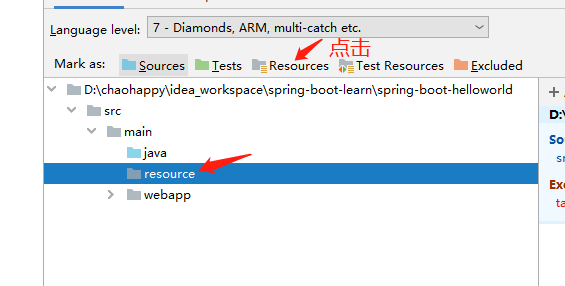 Language level: 7 - Diamonds, ARM, multi-catch etc.
点击
Mark as: Sources Tests Resources Test Resources Excluded
D:\chaohappy\idea_workspace\spring-boot-learn\spring-boot-helloworld
src
main
java
resource
webapp
D:\
So
sr
Exc
ta